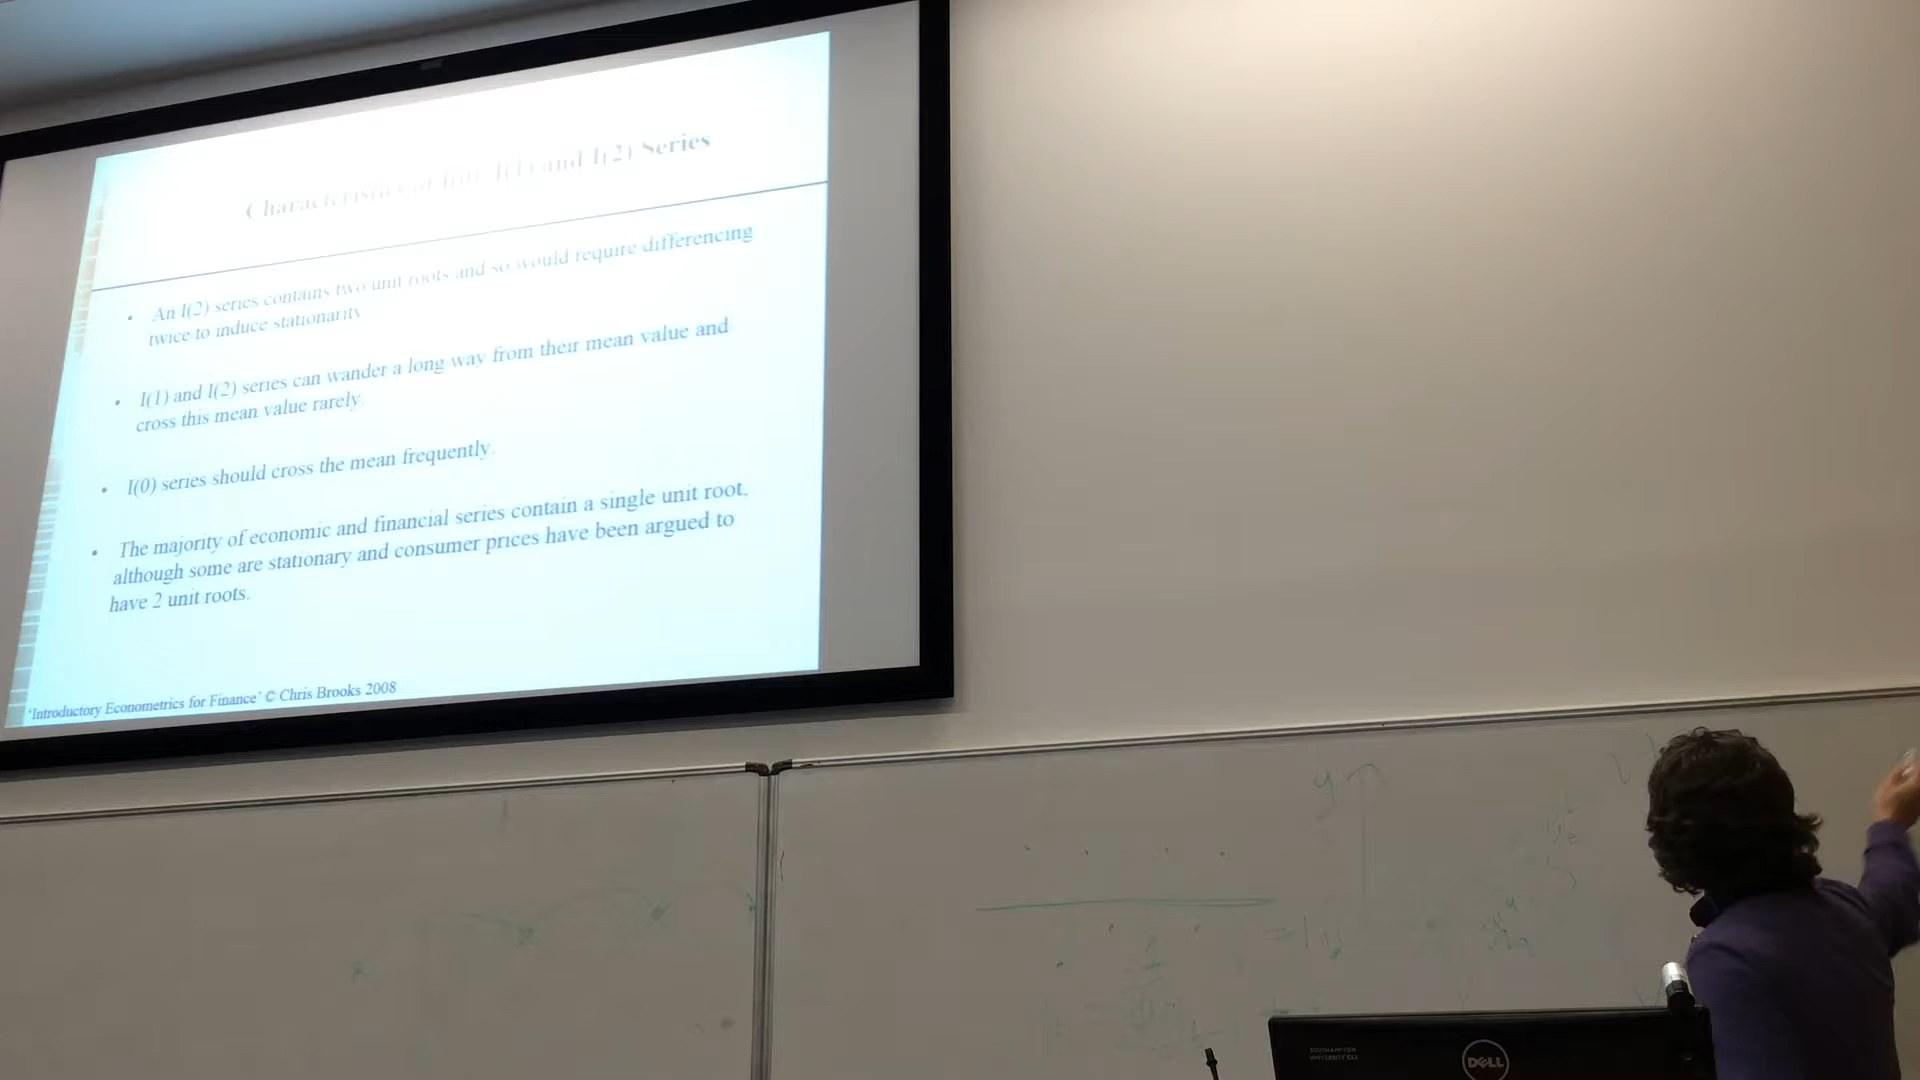 Characteristics of I(0), I(1) and I(2) Series
• An I(2) series contains two unit roots and so would require differencing
twice to induce stationarity.
• I(1) and I(2) series can wander a long way from their mean value and
cross this mean value rarely.
• I(0) series should cross the mean frequently.
• The majority of economic and financial series contain a single unit root,
although some are stationary and consumer prices have been argued to
have 2 unit roots.
'Introductory Econometrics for Finance' © Chris Brooks 2008
y
DELL